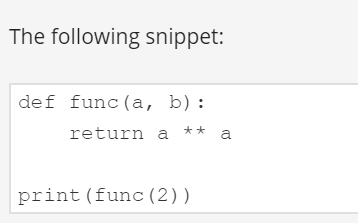 The following snippet:
def func(a, b):
    return a ** a
print(func(2))